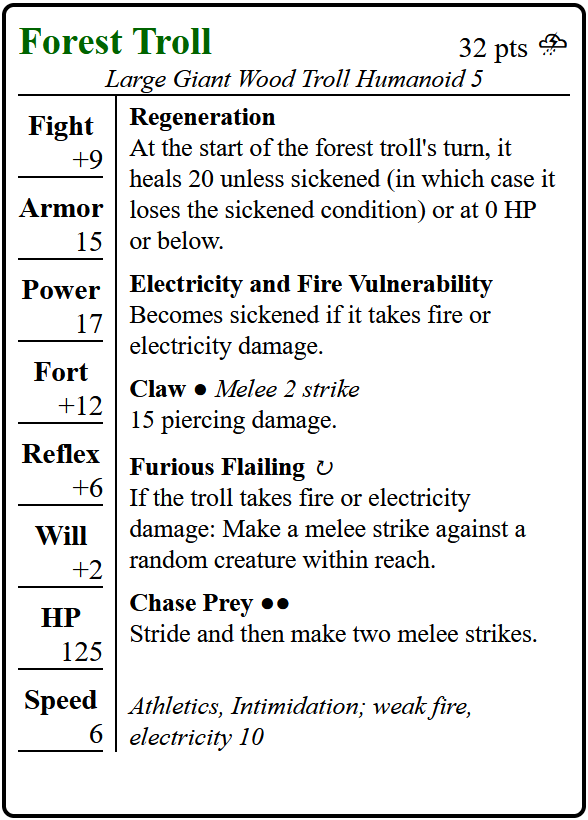 Forest Troll
32 pts
Large Giant Wood Troll Humanoid 5
Fight
+9
Armor
15
Power
17
Fort
+12
Reflex
+6
Will
+2
HP
125
Speed
6
Regeneration
At the start of the forest troll's turn, it
heals 20 unless sickened (in which case it
loses the sickened condition) or at 0 HP
or below.
Electricity and Fire Vulnerability
Becomes sickened if it takes fire or
electricity damage.
Claw ● Melee 2 strike
15 piercing damage.
Furious Flailing ↻
If the troll takes fire or electricity
damage: Make a melee strike against a
random creature within reach.
Chase Prey ●●
Stride and then make two melee strikes.
Athletics, Intimidation; weak fire,
electricity 10